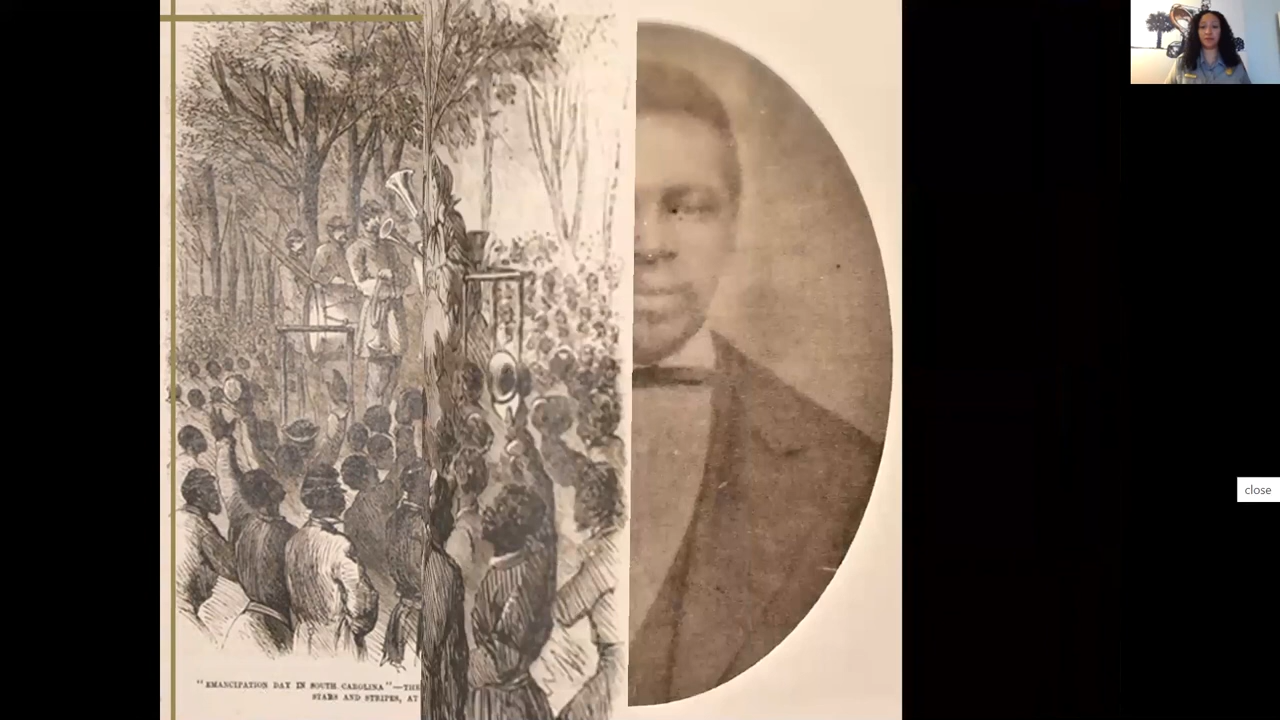 "EMANCIPATION DAY IN SOUTH CAROLINA"—THE
STARS AND STRIPES, AT
close